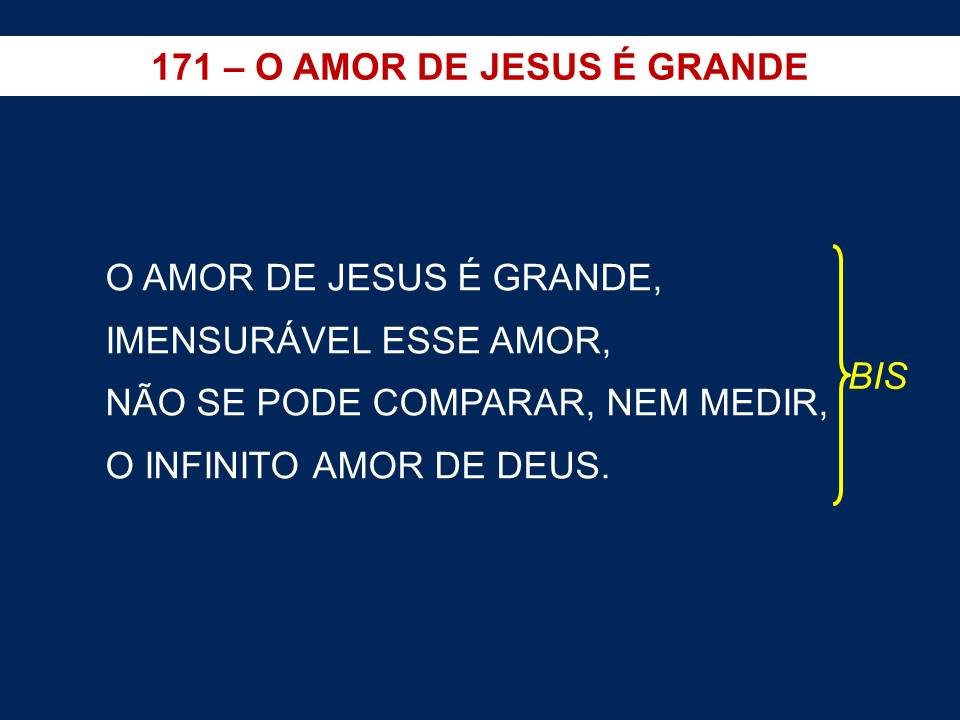 171 – O AMOR DE JESUS É GRANDE
O AMOR DE JESUS É GRANDE,
IMENSURÁVEL ESSE AMOR,
NÃO SE PODE COMPARAR, NEM MEDIR,
O INFINITO AMOR DE DEUS.
BIS